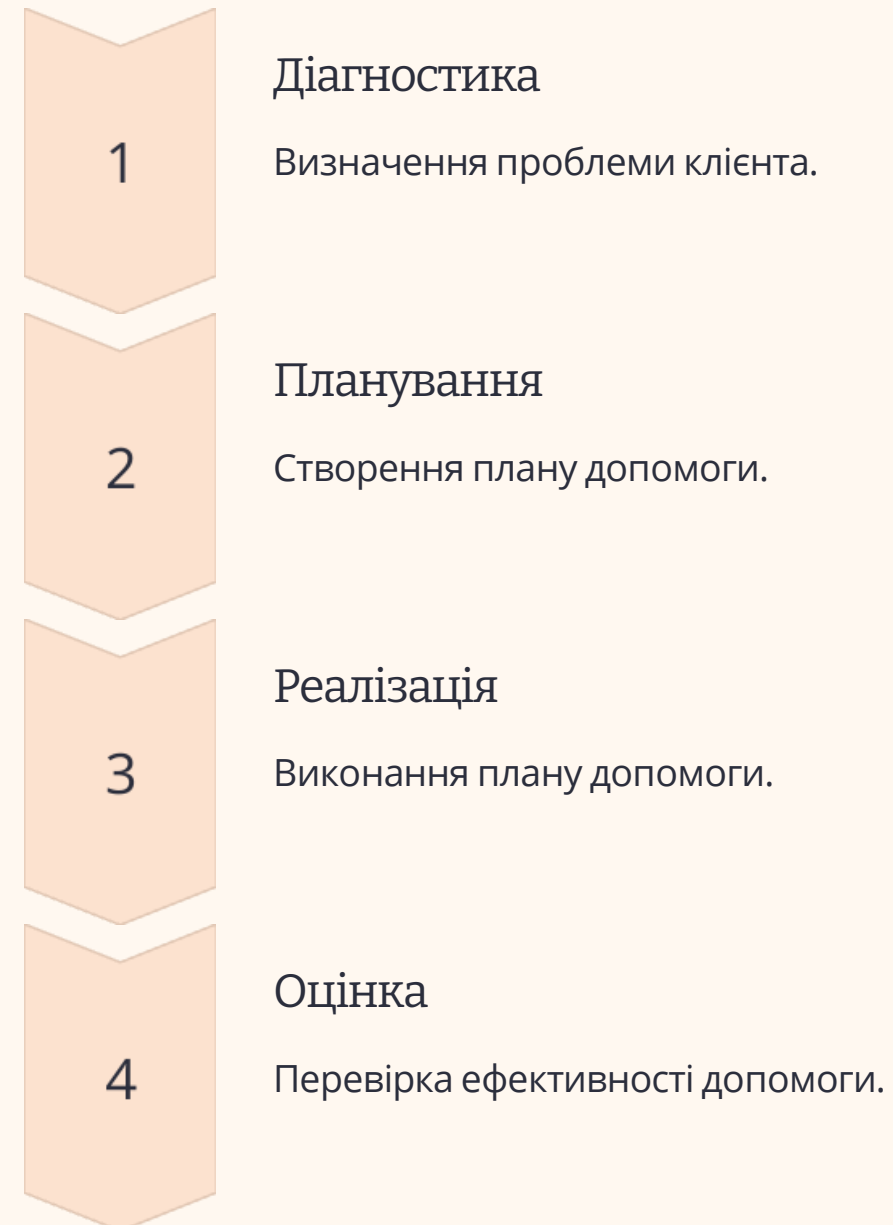 1
Діагностика
Визначення проблеми клієнта.
2
Планування
Створення плану допомоги.
3
Реалізація
Виконання плану допомоги.
4
Оцінка
Перевірка ефективності допомоги.